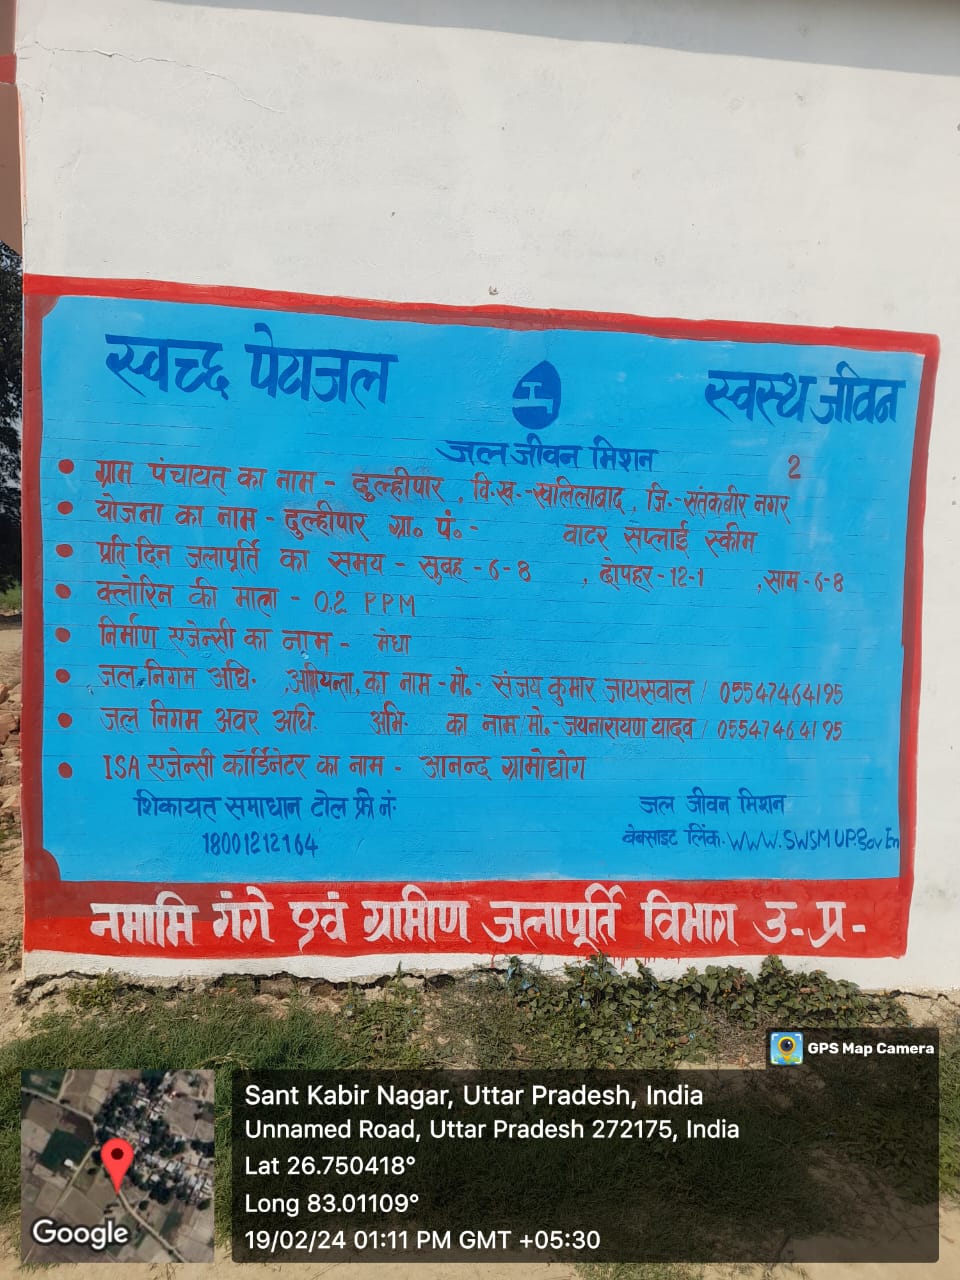 स्वच्छ पेयजल स्वस्थ जीवन
जल जीवन मिशन 2
• ग्राम पंचायत का नाम - दुल्हीपार, वि.ख.-खलिलाबाद, जि.-संतकबीर नगर
• योजना का नाम - दुल्हीपार ग्रा. पं.- वाटर सप्लाई स्कीम
• प्रति दिन जलापूर्ति का समय - सुबह -6-8 , दोपहर-12-1 ,साम-6-8
• क्लोरिन की मात्रा - 0.2 PPM
• निर्माण एजेन्सी का नाम - मेधा
• जल निगम अधि. अभियन्ता, का नाम-मो.- संजय कुमार जायसवाल / 05547464195
• जल निगम अवर अधि. अभि. का नाम/मो.-जयनारायण यादव / 05547464195
• ISA एजेन्सी कॉर्डिनेटर का नाम - आनन्द ग्रामोद्योग
शिकायत समाधान टोल फ्री नं. जल जीवन मिशन
18001212164 वेबसाइट लिंक. WWW.SWSMUP.Gov En
नमामि गंगे एवं ग्रामीण जलापूर्ति विभाग उ-प्र-
GPS Map Camera
Sant Kabir Nagar, Uttar Pradesh, India
Unnamed Road, Uttar Pradesh 272175, India
Lat 26.750418°
Long 83.01109°
19/02/24 01:11 PM GMT +05:30
Google